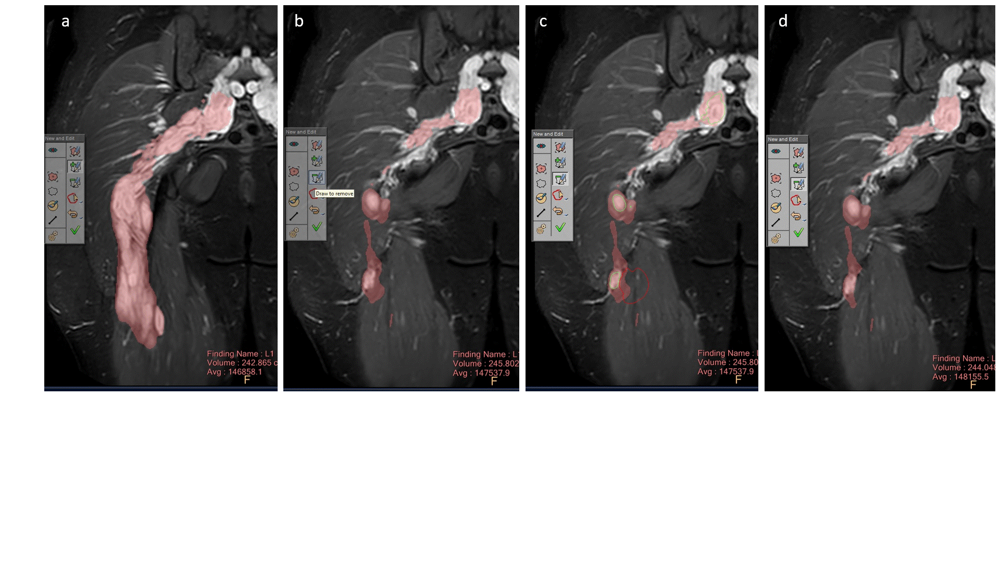 a
New and Edit
Finding Name : L1
Volume : 242.865 c
Avg : 146858.1
F
b
New and Edit
Draw to remove
Finding Name : L1
Volume : 245.802
Avg : 147537.9
F
c
New and Edit
Finding Name : L
Volume : 245.80
Avg : 147537.9
F
d
New and Edit
Finding Name : L
Volume : 244.048
Avg : 148155.5
F